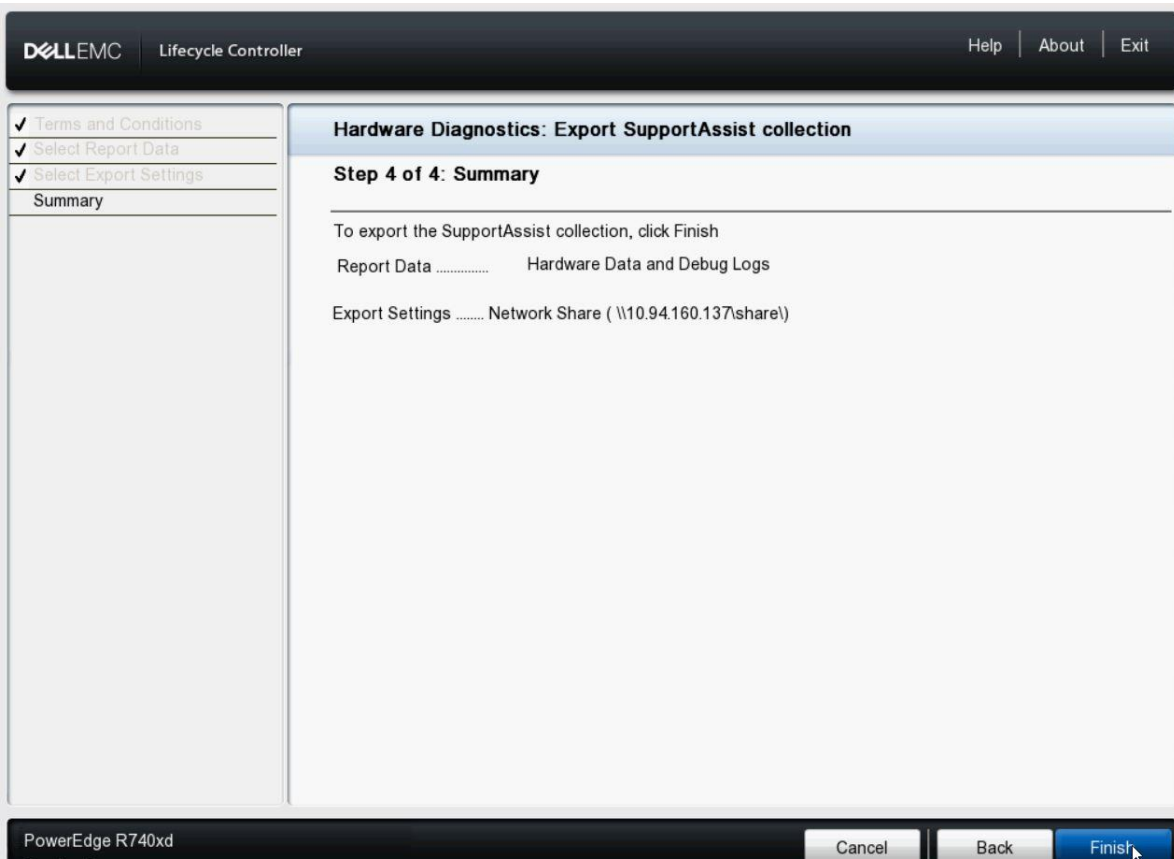 DELLEMC Lifecycle Controller Help About Exit
Terms and Conditions
Select Report Data
Select Export Settings
Summary
Hardware Diagnostics: Export SupportAssist collection
Step 4 of 4: Summary
To export the SupportAssist collection, click Finish
Report Data ............... Hardware Data and Debug Logs
Export Settings ........ Network Share ( \\10.94.160.137\share\)
PowerEdge R740xd
Cancel Back Finish